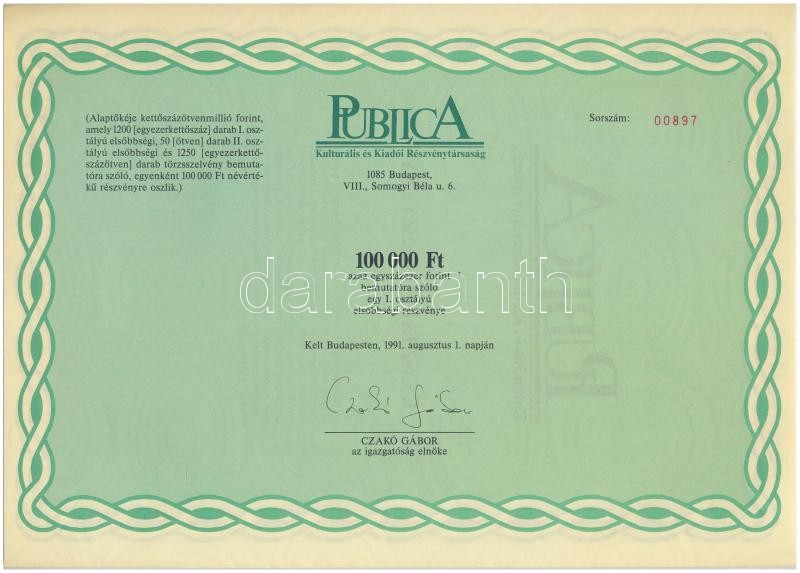 (Alaptőkéje kettőszázötvenmillió forint,
amely 1200 [egyezerkettőszáz] darab I. osz-
tályú elsőbbségi, 50 [ötven] darab II. osz-
tályú elsőbbségi és 1250 [egyezerkettő-
százötven] darab törzsszelvény bemuta-
tóra szóló, egyenként 100 000 Ft névérté-
kű részvényre oszlik.)
PUBLICA
Kulturális és Kiadói Részvénytársaság
1085 Budapest,
VIII., Somogyi Béla u. 6.
Sorszám: 00897
100 000 Ft
azaz egyszázezer forint
bemutatóra szóló
egy I. osztályú
elsőbbségi részvénye
darabanth
Kelt Budapesten, 1991. augusztus 1. napján
Czakó Gábor
CZAKÓ GÁBOR
az igazgatóság elnöke